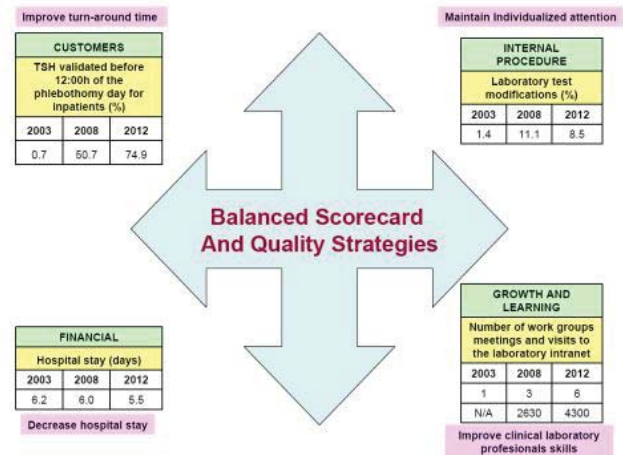 Improve turn-around time
CUSTOMERS
TSH validated before
12:00h of the
phlebothomy day for
inpatients (%)
2003 2008 2012
0.7 50.7 74.9
Maintain Individualized attention
INTERNAL
PROCEDURE
Laboratory test
modifications (%)
2003 2008 2012
1.4 11.1 8.5
Balanced Scorecard
And Quality Strategies
FINANCIAL
Hospital stay (days)
2003 2008 2012
6.2 6.0 5.5
Decrease hospital stay
GROWTH AND
LEARNING
Number of work groups
meetings and visits to
the laboratory intranet
2003 2008 2012
1 3 6
N/A 2630 4300
Improve clinical laboratory
profesionals skills